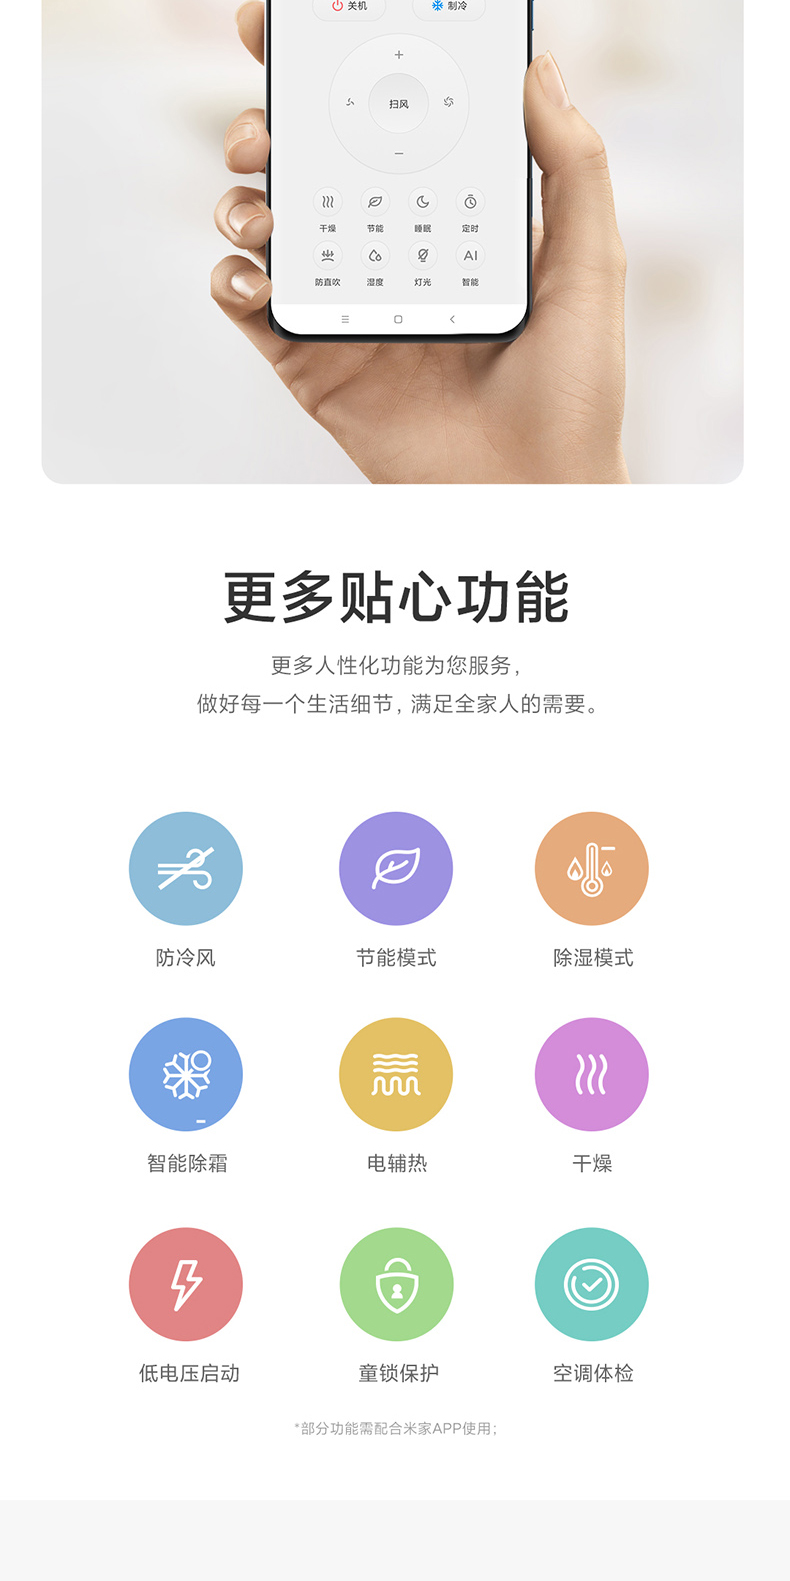 关机 制冷
扫风
干燥 节能 睡眠 定时
AI
防直吹 湿度 灯光 智能
更多贴心功能
更多人性化功能为您服务，
做好每一个生活细节，满足全家人的需要。
防冷风 节能模式 除湿模式
智能除霜 电辅热 干燥
低电压启动 童锁保护 空调体检
*部分功能需配合米家APP使用；